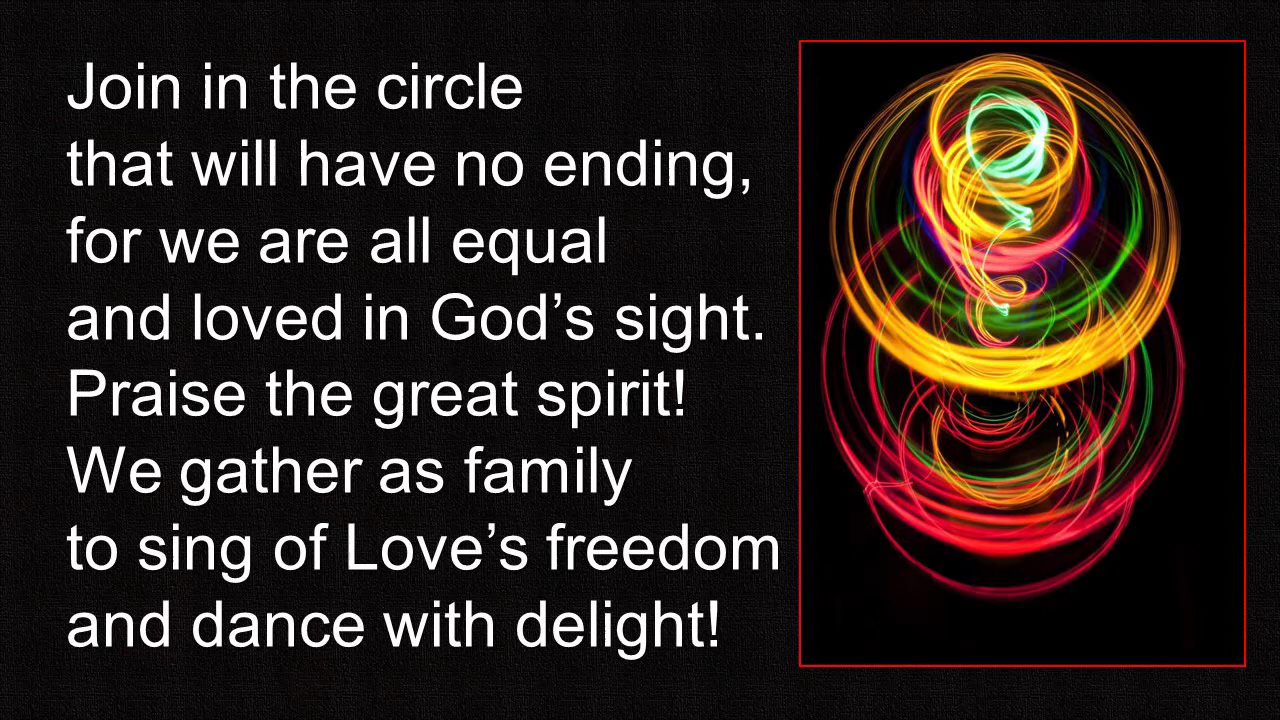 Join in the circle
that will have no ending,
for we are all equal
and loved in God’s sight.
Praise the great spirit!
We gather as family
to sing of Love’s freedom
and dance with delight!